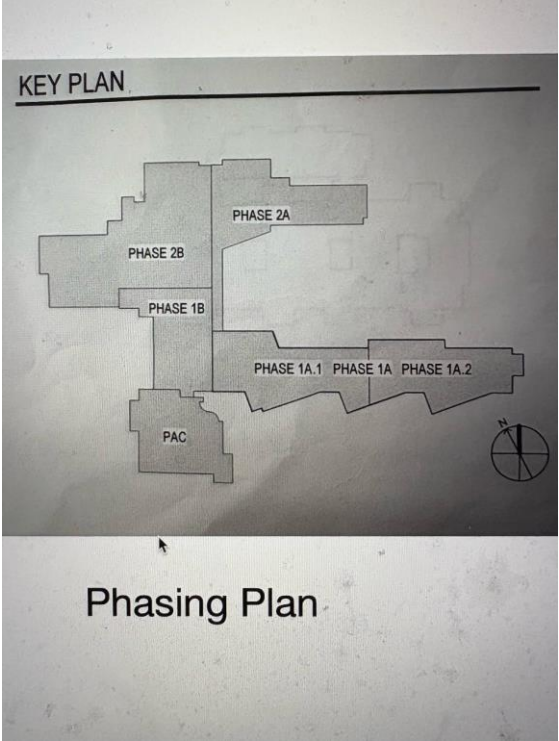 KEY PLAN
PHASE 2A
PHASE 2B
PHASE 1B
PHASE 1A.1 PHASE 1A PHASE 1A.2
PAC
N
Phasing Plan